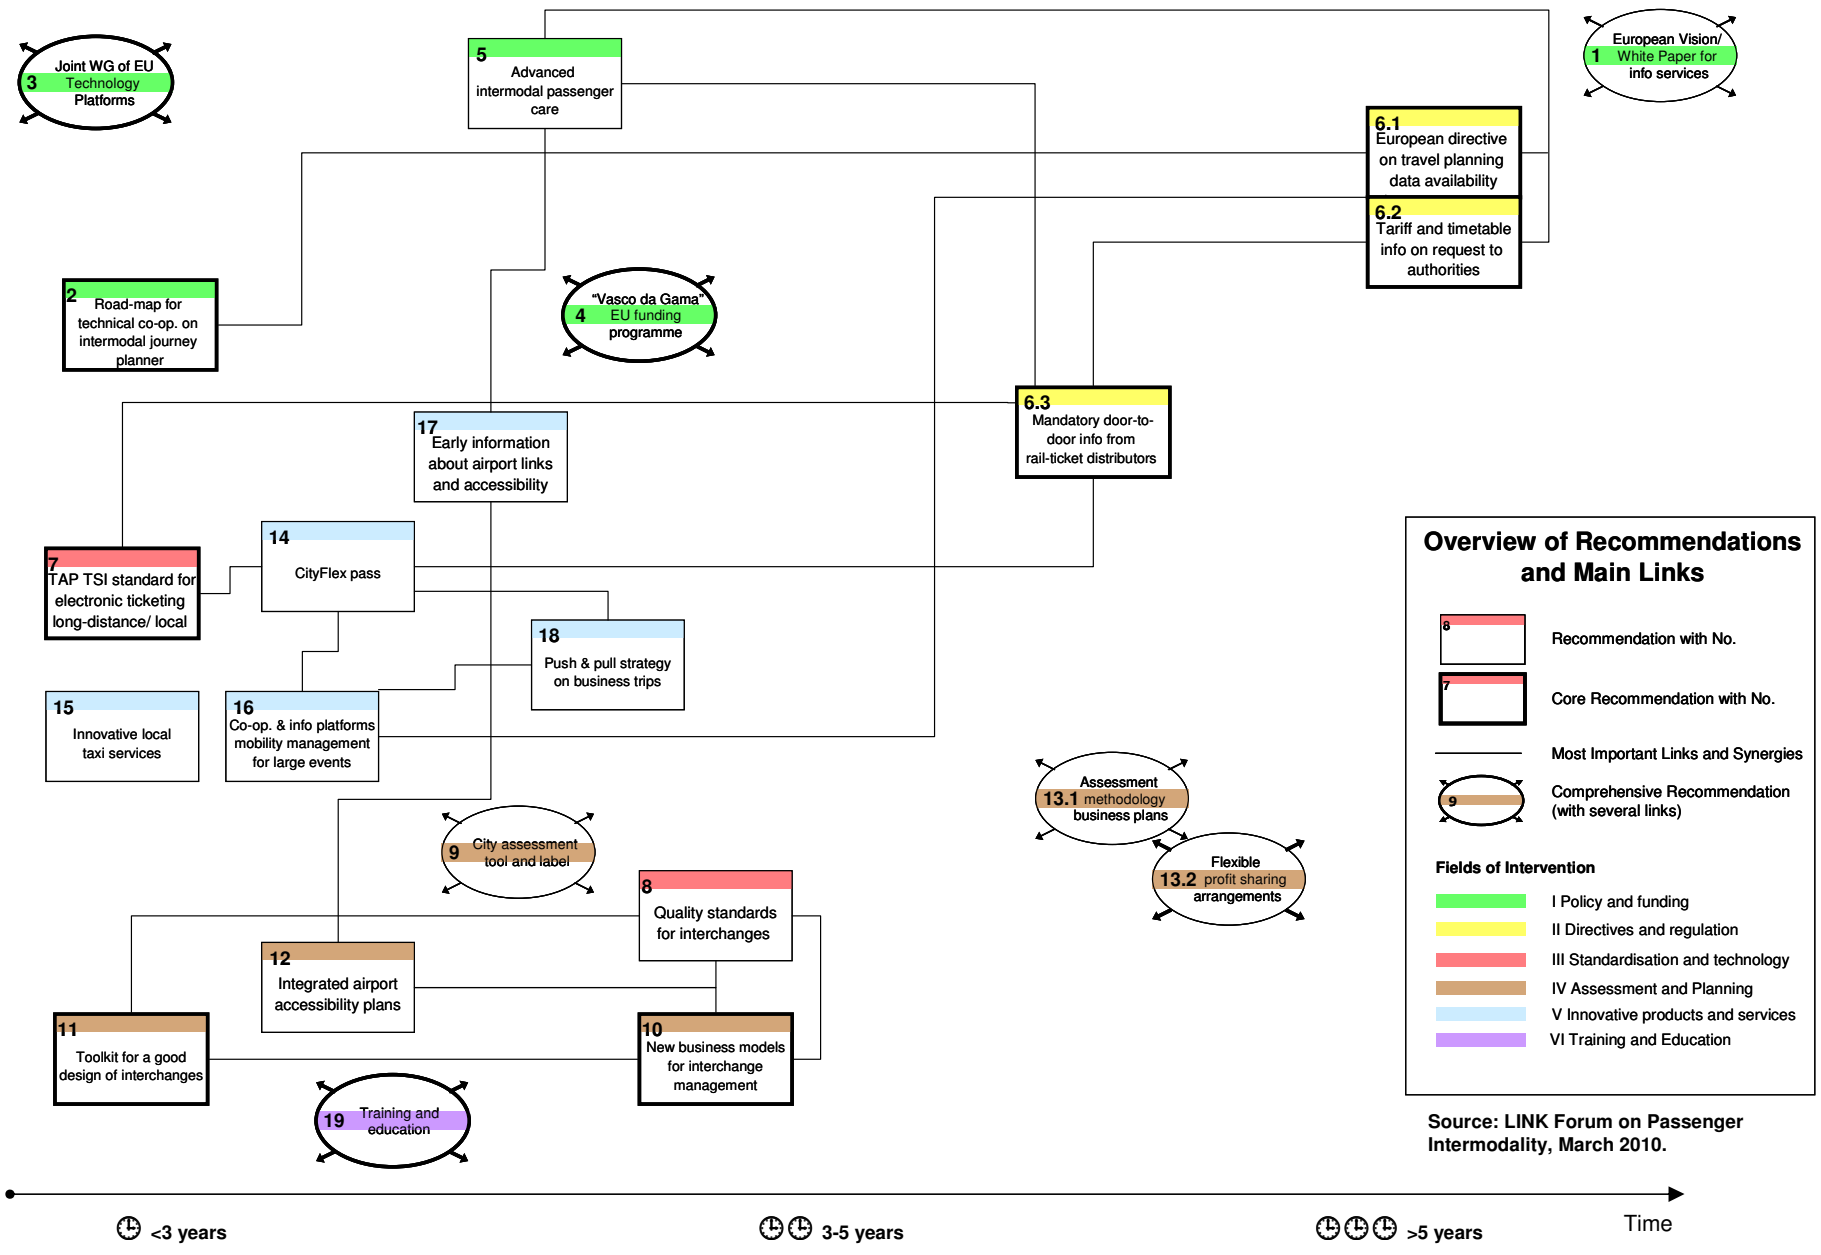 3
Joint WG of EU
Technology
Platforms
5
Advanced
intermodal passenger
care
1
European Vision/
White Paper for
info services
6.1
European directive
on travel planning
data availability
6.2
Tariff and timetable
info on request to
authorities
2
Road-map for
technical co-op. on
intermodal journey
planner
4
“Vasco da Gama”
EU funding
programme
6.3
Mandatory door-to-
door info from
rail-ticket distributors
17
Early information
about airport links
and accessibility
14
CityFlex pass
7
TAP TSI standard for
electronic ticketing
long-distance/ local
18
Push & pull strategy
on business trips
15
Innovative local
taxi services
16
Co-op. & info platforms
mobility management
for large events
13.1
Assessment
methodology
business plans
13.2
Flexible
profit sharing
arrangements
9
City assessment
tool and label
8
Quality standards
for interchanges
12
Integrated airport
accessibility plans
11
Toolkit for a good
design of interchanges
10
New business models
for interchange
management
19
Training and
education
Overview of Recommendations
and Main Links
8
Recommendation with No.
7
Core Recommendation with No.
Most Important Links and Synergies
9
Comprehensive Recommendation
(with several links)
Fields of Intervention
I Policy and funding
II Directives and regulation
III Standardisation and technology
IV Assessment and Planning
V Innovative products and services
VI Training and Education
Source: LINK Forum on Passenger
Intermodality, March 2010.
<3 years
3-5 years
>5 years
Time